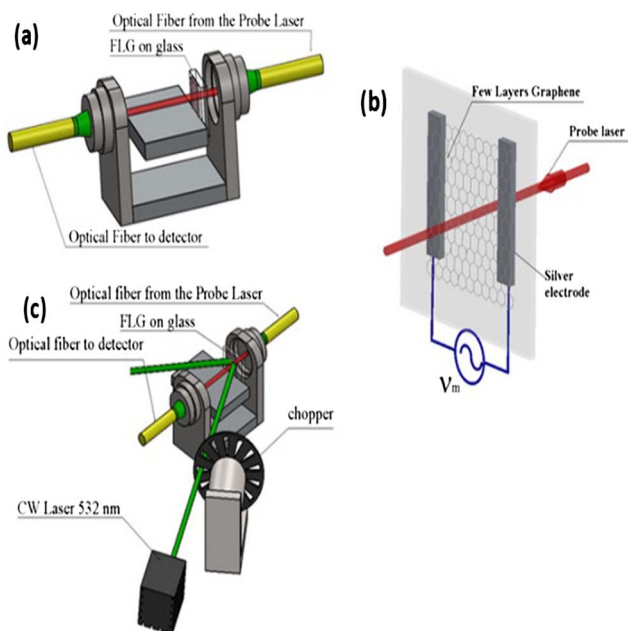 (a)
Optical Fiber from the Probe Laser
FLG on glass
Optical Fiber to detector
(b)
Few Layers Graphene
Probe laser
Silver
electrode
νm
(c)
Optical fiber from the Probe Laser
FLG on glass
Optical fiber to detector
chopper
CW Laser 532 nm